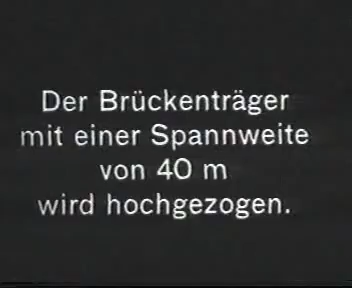 Der Brückenträger
mit einer Spannweite
von 40 m
wird hochgezogen.